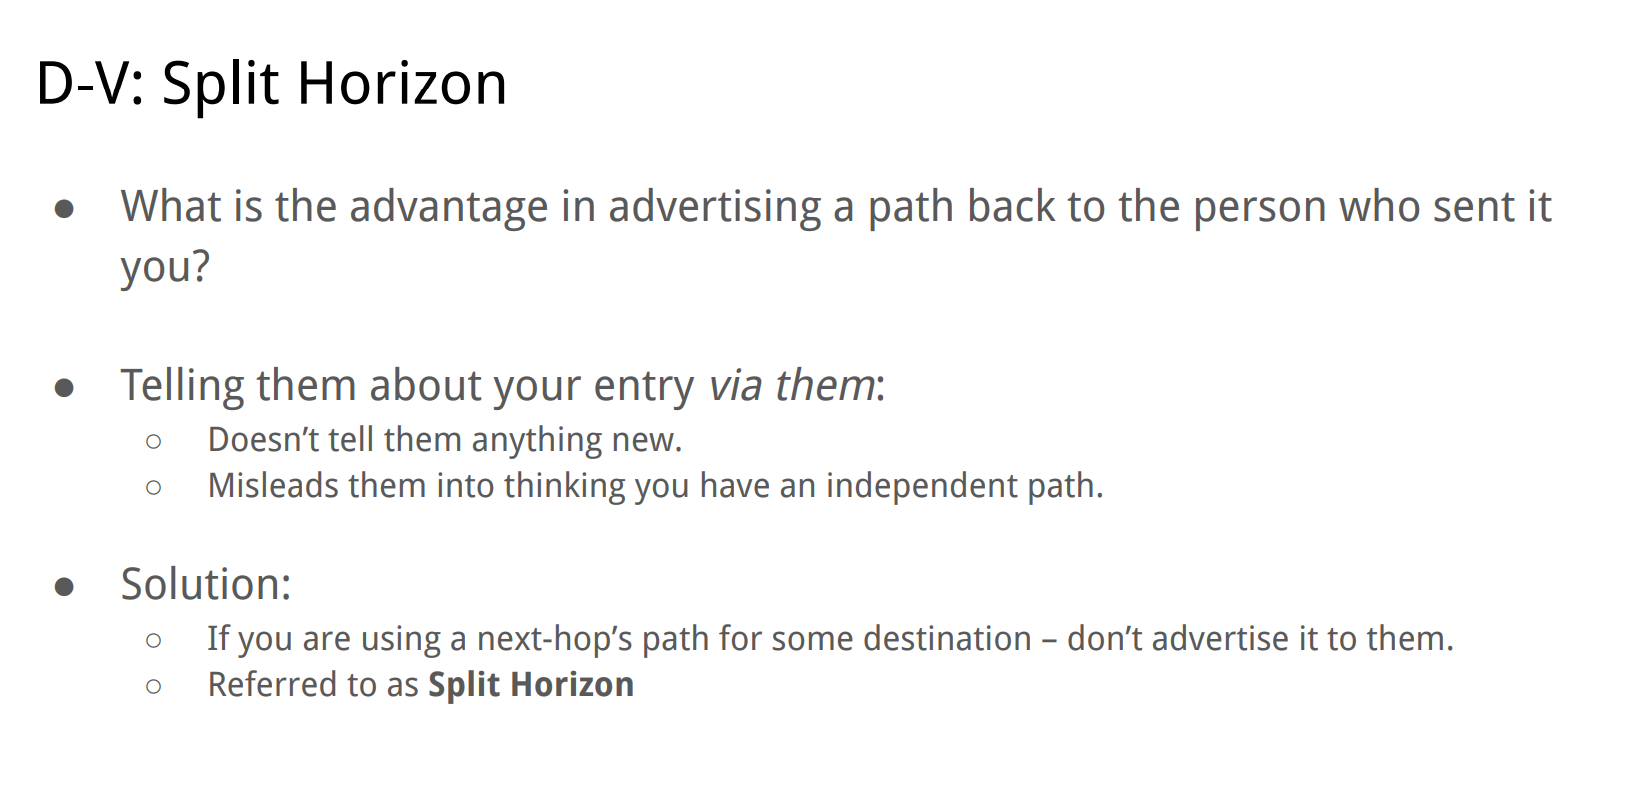 D-V: Split Horizon
● What is the advantage in advertising a path back to the person who sent it
you?
● Telling them about your entry via them:
○ Doesn’t tell them anything new.
○ Misleads them into thinking you have an independent path.
● Solution:
○ If you are using a next-hop’s path for some destination – don’t advertise it to them.
○ Referred to as Split Horizon